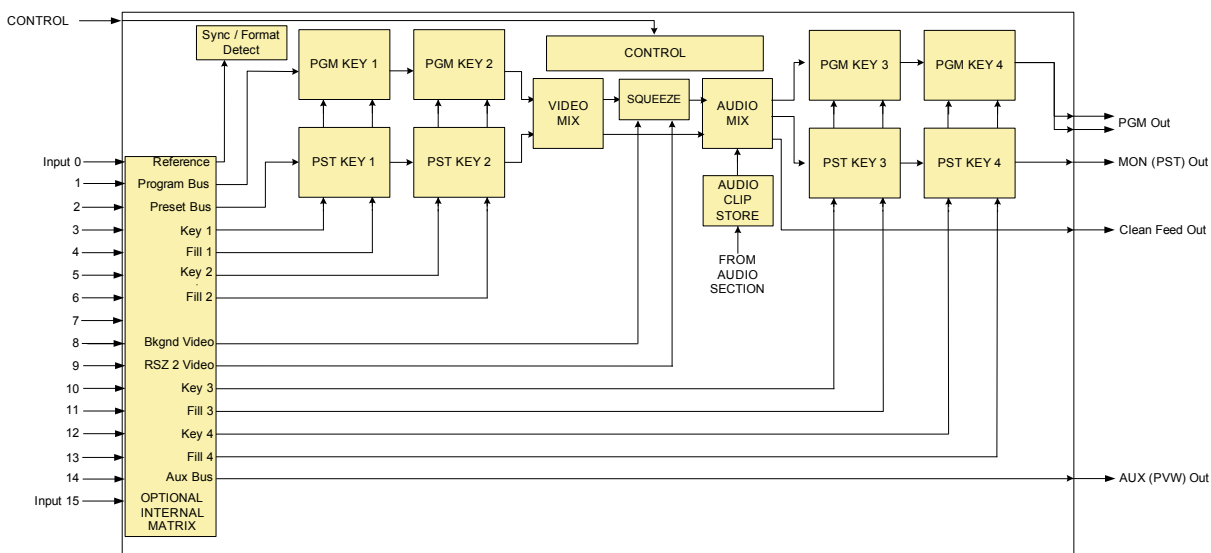 CONTROL
Sync / Format
Detect
PGM KEY 1
PGM KEY 2
CONTROL
PGM KEY 3
PGM KEY 4
VIDEO
MIX
SQUEEZE
AUDIO
MIX
PGM Out
Input 0
Reference
PST KEY 1
PST KEY 2
PST KEY 3
PST KEY 4
MON (PST) Out
1
Program Bus
2
Preset Bus
AUDIO
CLIP
STORE
3
Key 1
Clean Feed Out
4
Fill 1
FROM
AUDIO
SECTION
5
Key 2
6
Fill 2
7
8
Bkgnd Video
9
RSZ 2 Video
10
Key 3
11
Fill 3
12
Key 4
13
Fill 4
14
Aux Bus
AUX (PVW) Out
Input 15
OPTIONAL
INTERNAL
MATRIX